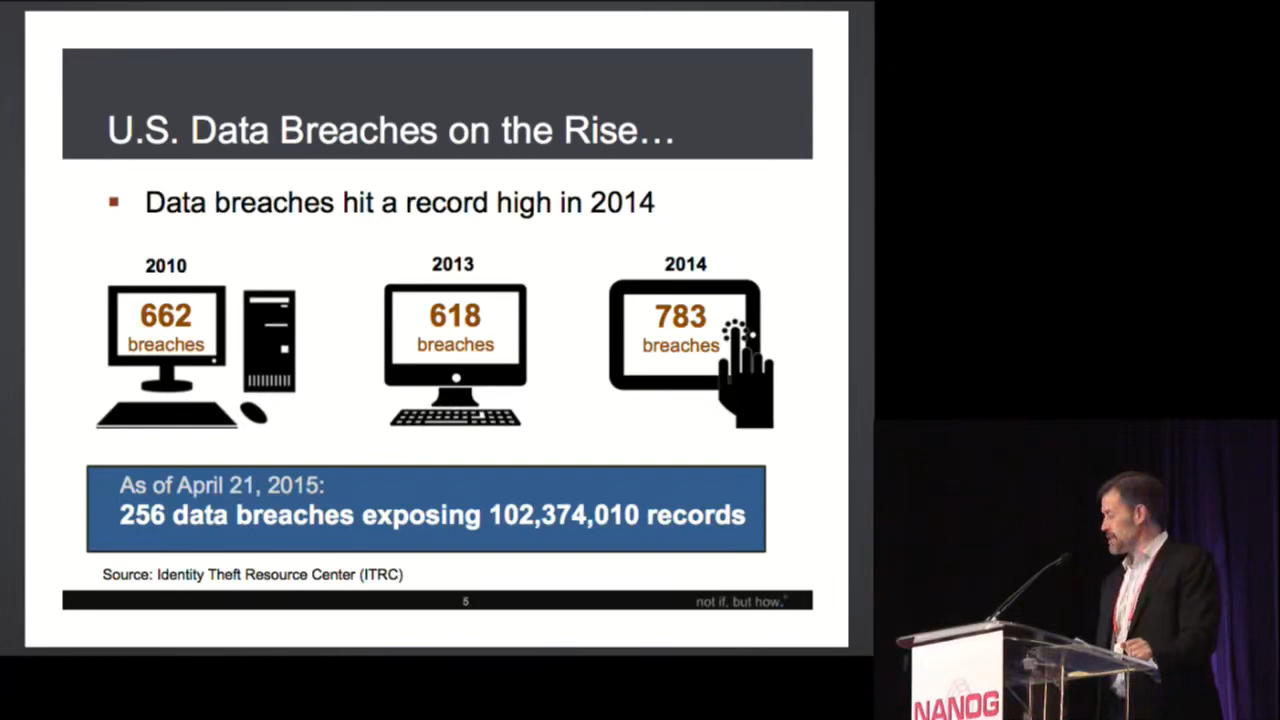 U.S. Data Breaches on the Rise…
▪ Data breaches hit a record high in 2014
2010
2013
2014
662
breaches
618
breaches
783
breaches
As of April 21, 2015:
256 data breaches exposing 102,374,010 records
Source: Identity Theft Resource Center (ITRC)
5
not if, but how.®
NANOG